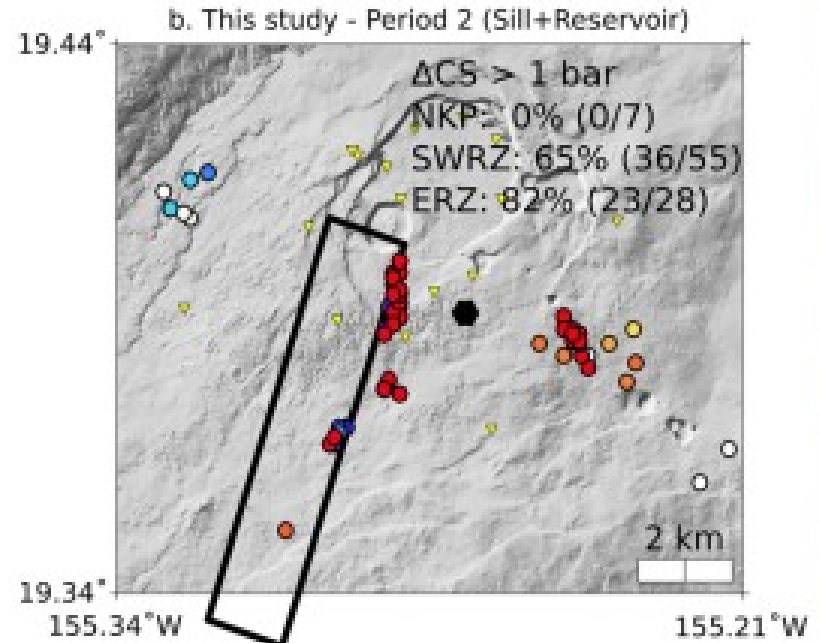 b. This study - Period 2 (Sill+Reservoir)
19.44°
ΔCS > 1 bar
NKP: 0% (0/7)
SWRZ: 65% (36/55)
ERZ: 82% (23/28)
2 km
19.34°
155.34°W
155.21°W